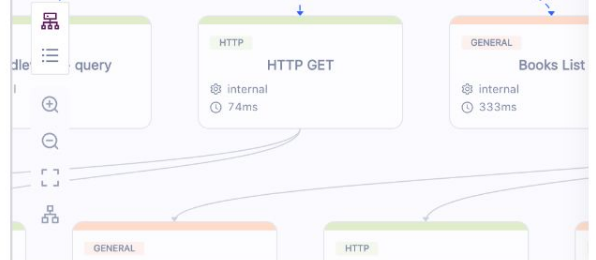 HTTP
GENERAL
query
HTTP GET
Books List
internal
internal
74ms
333ms
GENERAL
HTTP